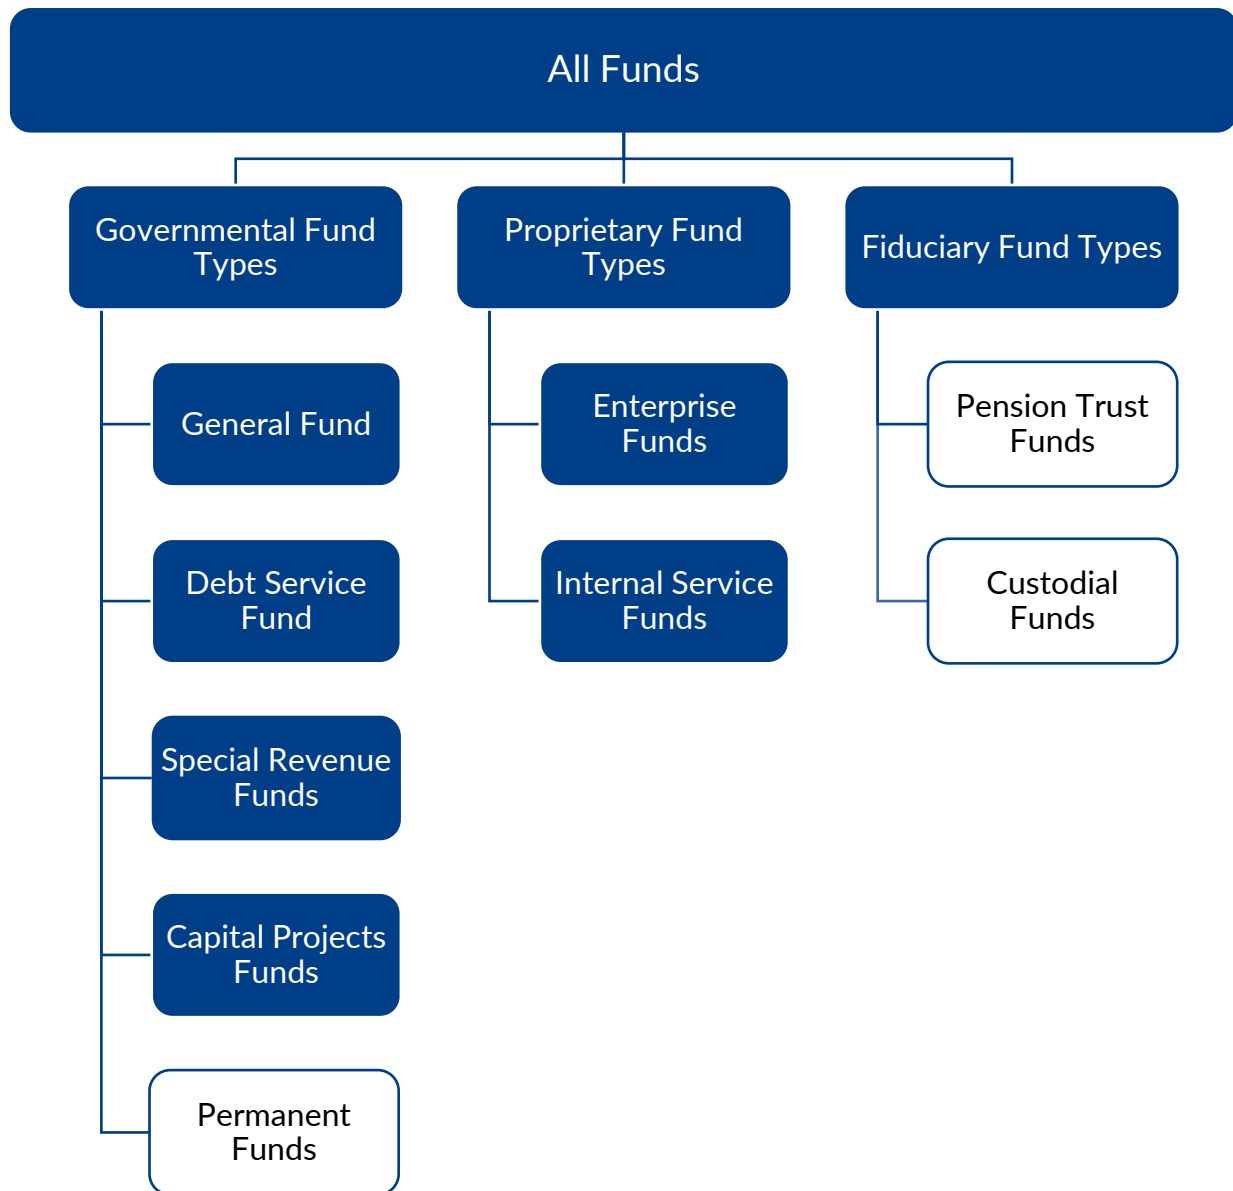 All Funds
Governmental Fund
Types
Proprietary Fund
Types
Fiduciary Fund Types
General Fund
Debt Service
Fund
Special Revenue
Funds
Capital Projects
Funds
Permanent
Funds
Enterprise
Funds
Internal Service
Funds
Pension Trust
Funds
Custodial
Funds